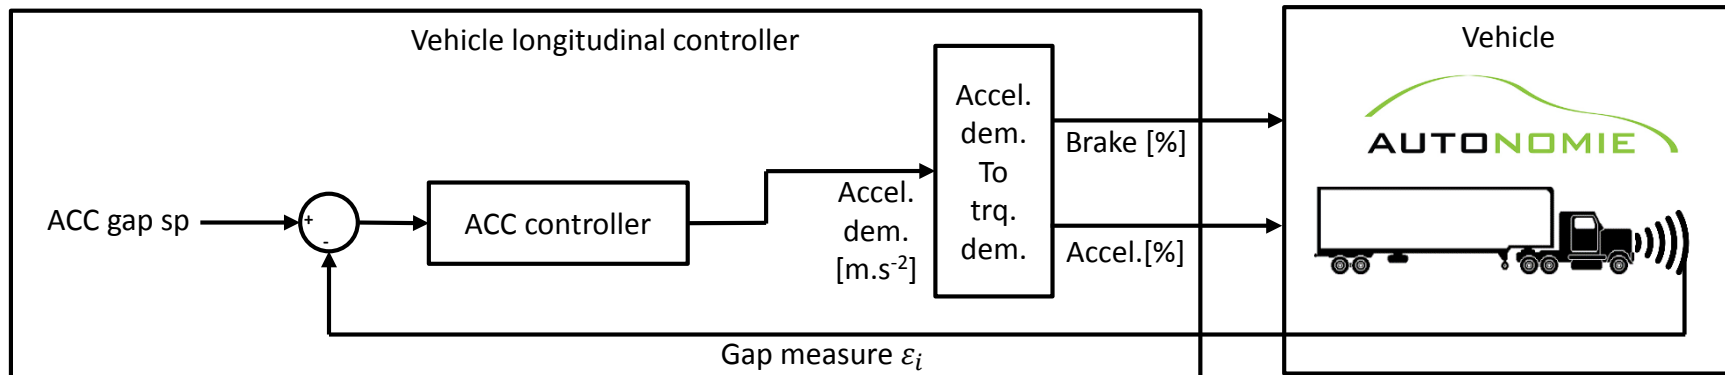 Vehicle longitudinal controller
Vehicle
AUTONOMIE
ACC gap sp
+
-
ACC controller
Accel.
dem.
[m.s⁻²]
Accel.
dem.
To
trq.
dem.
Brake [%]
Accel.[%]
Gap measure εᵢ